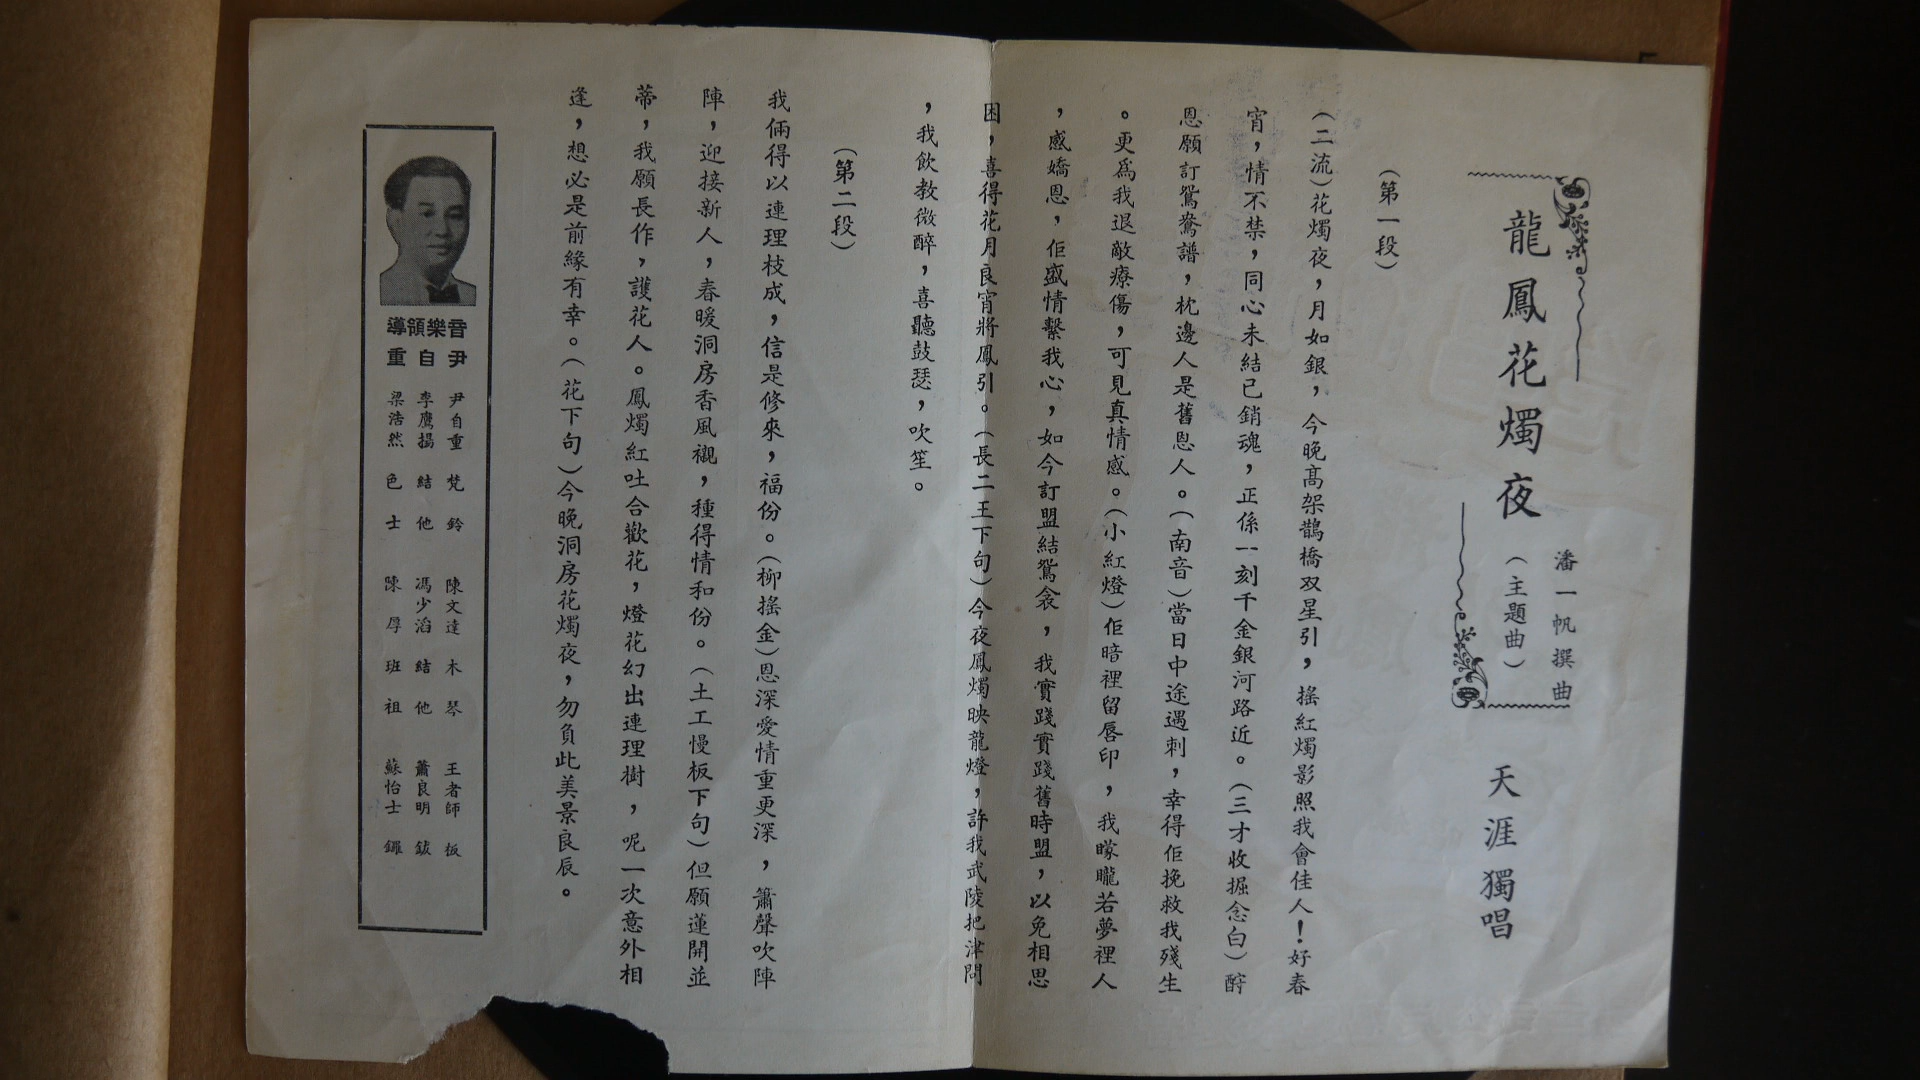 龍鳳花燭夜
(主題曲)
潘一帆撰曲
天涯獨唱
(第一段)
(二流)花燭夜,月如銀,今晚高架鵲橋双星引,搖紅燭影照我會佳人!好春
宵,情不禁,同心未結已銷魂,正係一刻千金銀河路近。(三才收掘念白)酧
恩願訂鴛鴦譜,枕邊人是舊恩人。(南音)當日中途遇刺,幸得佢挽救我殘生
。更爲我退敵療傷,可見真情感。(小紅燈)佢暗裡留唇印,我矇矓若夢裡人
,感嬌恩,佢盛情繫我心,如今訂盟結鴛衾,我實踐實踐舊時盟,以免相思
困,喜得花月良宵將鳳引。(長二王下句)今夜鳳燭映龍燈,許我武陵把津問
,我飲教微醉,喜聽鼓瑟,吹笙。
(第二段)
我倆得以連理枝成,信是修來,福份。(柳搖金)恩深愛情重更深,簫聲吹陣
陣,迎接新人,春暖洞房香風襯,種得情和份。(土工慢板下句)但願蓮開並
蒂,我願長作,護花人。鳳燭紅吐合歡花,燈花幻出連理樹,呢一次意外相
逢,想必是前緣有幸。(花下句)今晚洞房花燭夜,勿負此美景良辰。
導領樂音
重自尹
尹自重 梵鈴 陳文達 木琴 王者師 板
李鷹揚 結他 馮少滔 結他 蕭良明 鈸
梁浩然 色士 陳厚 班祖 蘇怡士 鑼